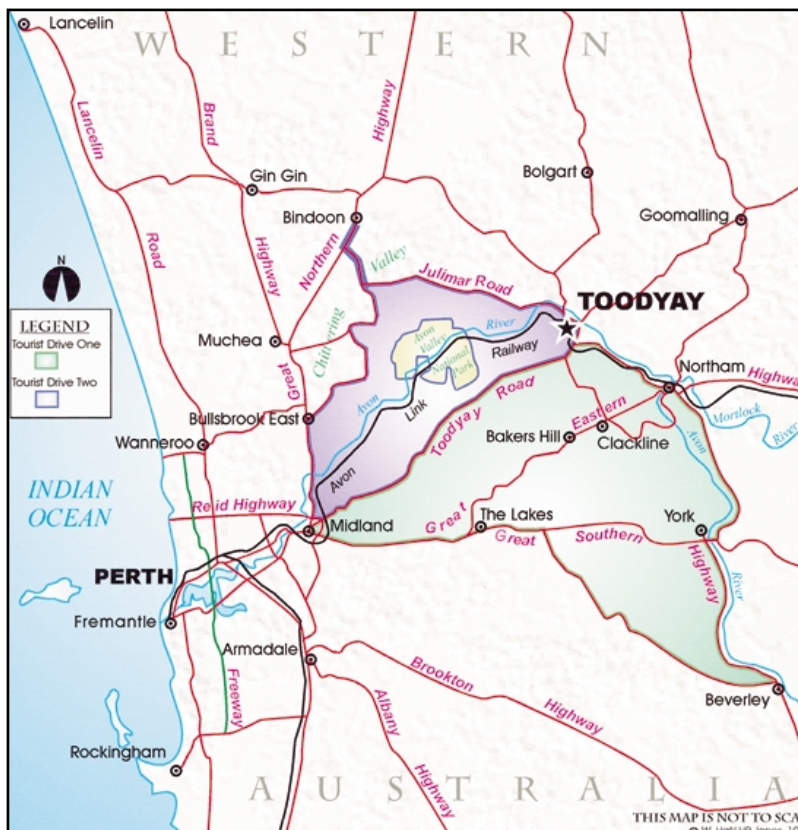 Lancelin
WESTERN
Lancelin
Road
Brand
Highway
Highway
Gin Gin
Bindoon
Northern
Great
Bolgart
Goomalling
Chittering
Valley
Julimar Road
TOODYAY
N
LEGEND
Tourist Drive One
Tourist Drive Two
Muchea
Avon
Valley
National
Park
River
Railway
Link
Avon
Avon
Toodyay
Road
Northam
Highway
Mortlock
River
Bullsbrook East
Wanneroo
Bakers Hill
Eastern
Clackline
Avon
River
INDIAN
OCEAN
Reid Highway
Midland
Great
The Lakes
Great
Southern
Highway
York
PERTH
Fremantle
Armadale
Freeway
Brookton
Highway
Albany
Highway
Beverley
Rockingham
AUSTRALIA
THIS MAP IS NOT TO SCA